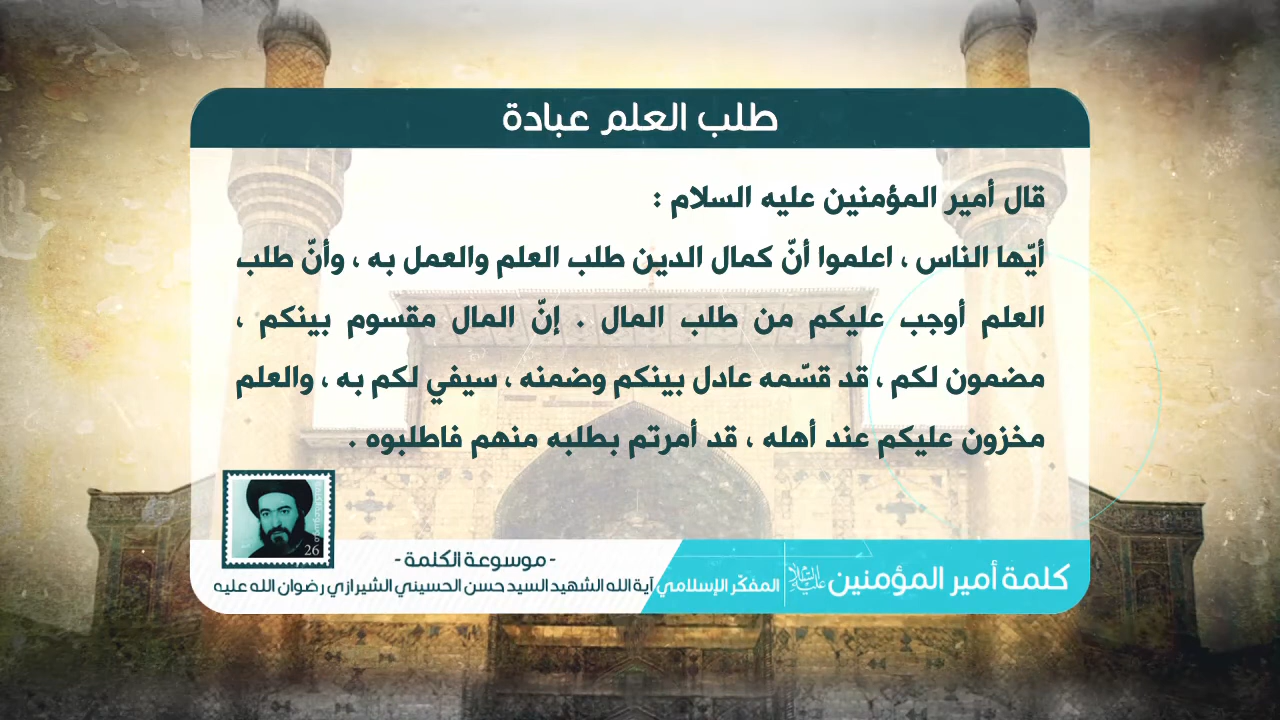 طلب العلم عبادة
قال أمير المؤمنين عليه السلام :
أيّها الناس ، اعلموا أنّ كمال الدين طلب العلم والعمل به ، وأنّ طلب
العلم أوجب عليكم من طلب المال . إنّ المال مقسوم بينكم ،
مضمون لكم ، قد قسّمه عادل بينكم وضمنه ، سيفي لكم به ، والعلم
مخزون عليكم عند أهله ، قد أمرتم بطلبه منهم فاطلبوه .
26
كلمة أمير المؤمنين عليه السلام
- موسوعة الكلمة -
المفكّر الإسلامي آية الله الشهيد السيد حسن الحسيني الشيرازي رضوان الله عليه